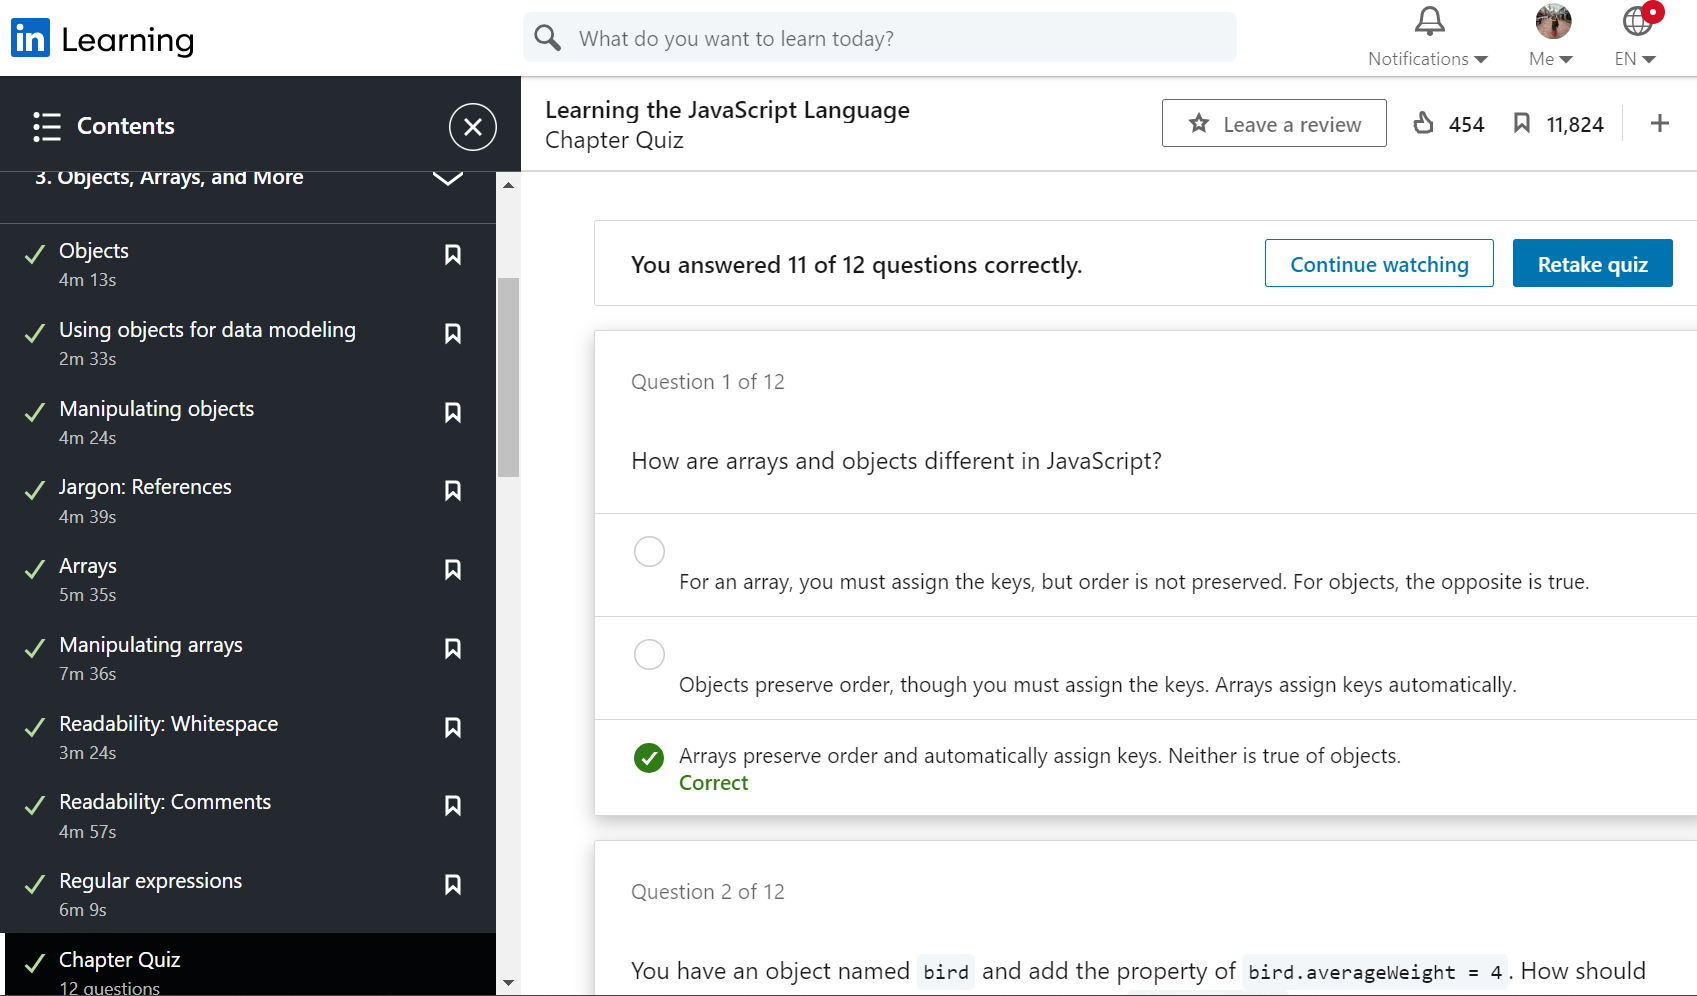 in Learning
What do you want to learn today?
Notifications
Me
EN
Contents
3. Objects, Arrays, and More
Objects
4m 13s
Using objects for data modeling
2m 33s
Manipulating objects
4m 24s
Jargon: References
4m 39s
Arrays
5m 35s
Manipulating arrays
7m 36s
Readability: Whitespace
3m 24s
Readability: Comments
4m 57s
Regular expressions
6m 9s
Chapter Quiz
12 questions
Learning the JavaScript Language
Chapter Quiz
Leave a review
454
11,824
You answered 11 of 12 questions correctly.
Continue watching
Retake quiz
Question 1 of 12
How are arrays and objects different in JavaScript?
For an array, you must assign the keys, but order is not preserved. For objects, the opposite is true.
Objects preserve order, though you must assign the keys. Arrays assign keys automatically.
Arrays preserve order and automatically assign keys. Neither is true of objects.
Correct
Question 2 of 12
You have an object named bird and add the property of bird.averageWeight = 4. How should